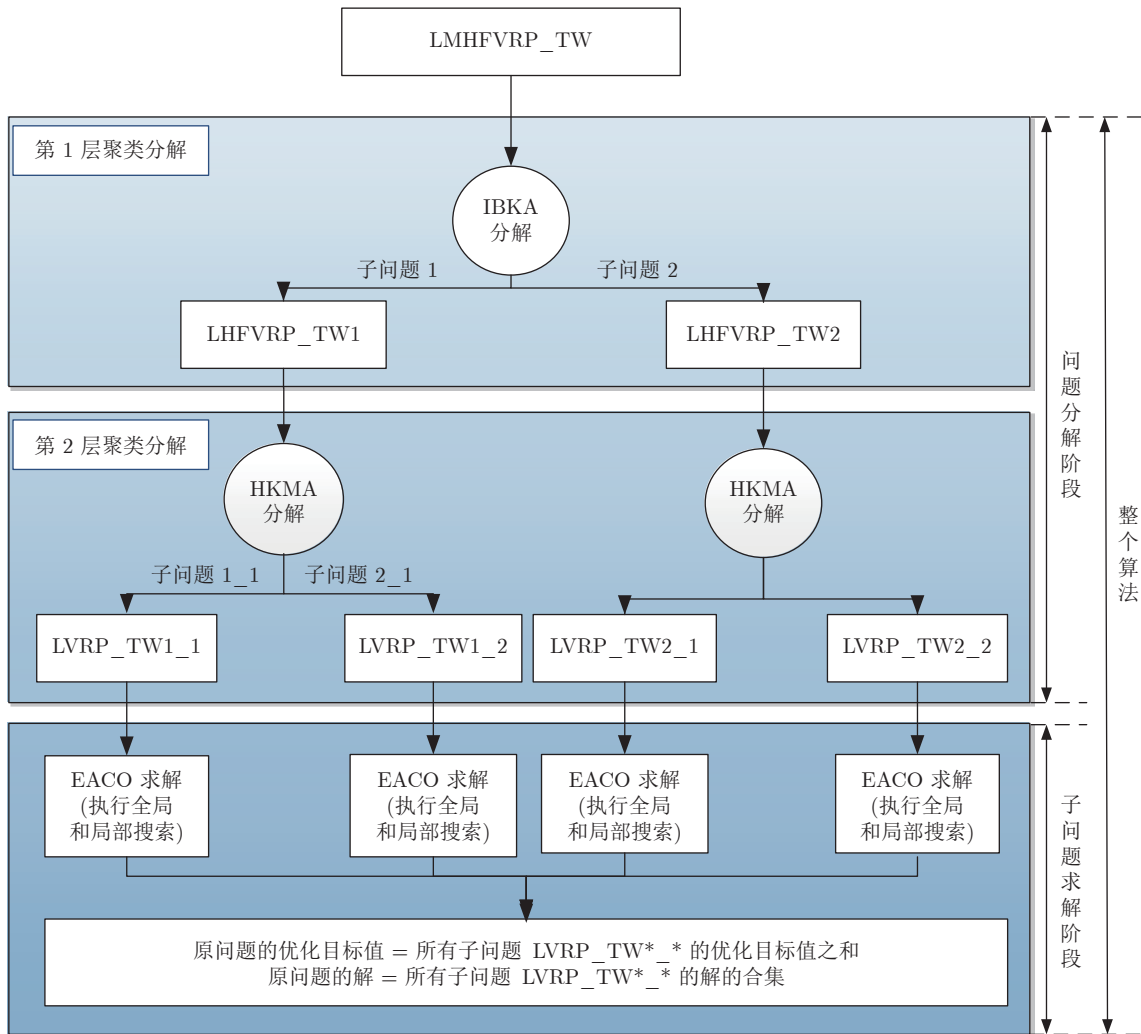 LMHFVRP_TW
第 1 层聚类分解
IBKA
分解
子问题 1
子问题 2
LHFVRP_TW1
LHFVRP_TW2
第 2 层聚类分解
HKMA
分解
HKMA
分解
子问题 1_1
子问题 2_1
LVRP_TW1_1
LVRP_TW1_2
LVRP_TW2_1
LVRP_TW2_2
EACO 求解
(执行全局
和局部搜索)
EACO 求解
(执行全局
和局部搜索)
EACO 求解
(执行全局
和局部搜索)
EACO 求解
(执行全局
和局部搜索)
原问题的优化目标值 = 所有子问题 LVRP_TW*_* 的优化目标值之和
原问题的解 = 所有子问题 LVRP_TW*_* 的解的合集
问题分解阶段
子问题求解阶段
整个算法